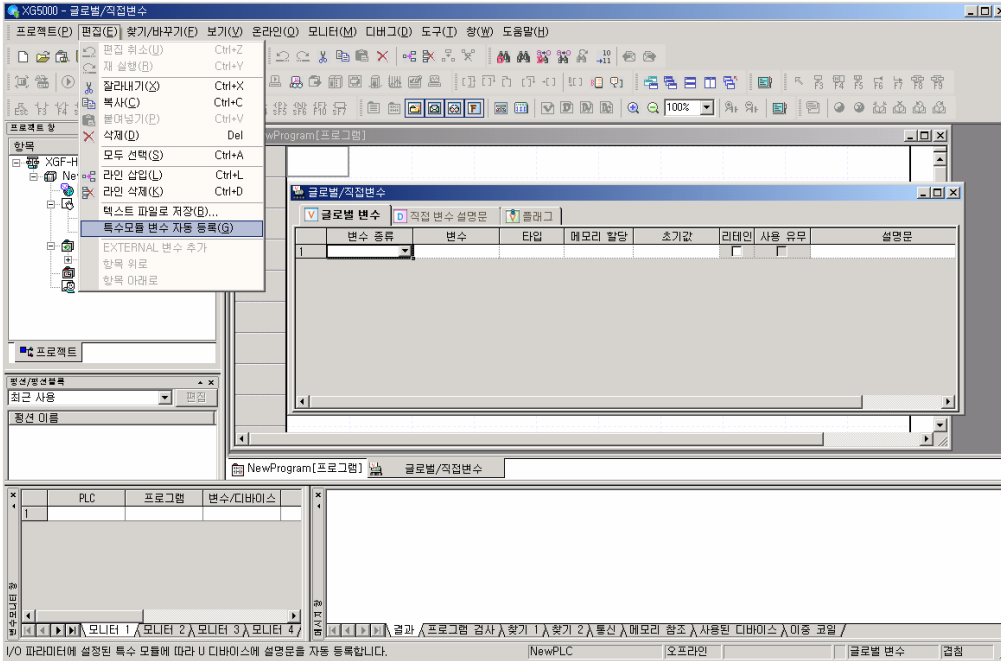 XG5000 - 글로벌/직접변수
프로젝트(P) 편집(E) 찾기/바꾸기(F) 보기(V) 온라인(O) 모니터(M) 디버그(D) 도구(T) 창(W) 도움말(H)
편집 취소(U) Ctrl+Z
재 실행(R) Ctrl+Y
잘라내기(X) Ctrl+X
복사(C) Ctrl+C
붙여넣기(P) Ctrl+V
삭제(D) Del
모두 선택(S) Ctrl+A
라인 삽입(L) Ctrl+L
라인 삭제(K) Ctrl+D
텍스트 파일로 저장(B)...
특수모듈 변수 자동 등록(G)
EXTERNAL 변수 추가
항목 위로
항목 아래로
100%
프로젝트 창
항목
XGF-H
Ne
wProgram[프로그램]
글로벌/직접변수
글로벌 변수 직접 변수 설명문 플래그
변수 종류 변수 타입 메모리 할당 초기값 리테인 사용 유무 설명문
1
프로젝트
펑션/펑션블록
최근 사용 편집
펑션 이름
NewProgram[프로그램] 글로벌/직접변수
PLC 프로그램 변수/디바이스
1
변수 모니터 창
모니터 1 모니터 2 모니터 3 모니터 4
메시지 창
결과 프로그램 검사 찾기 1 찾기 2 통신 메모리 참조 사용된 디바이스 이중 코일
I/O 파라미터에 설정된 특수 모듈에 따라 U 디바이스에 설명문을 자동 등록합니다. NewPLC 오프라인 글로벌 변수 겹침